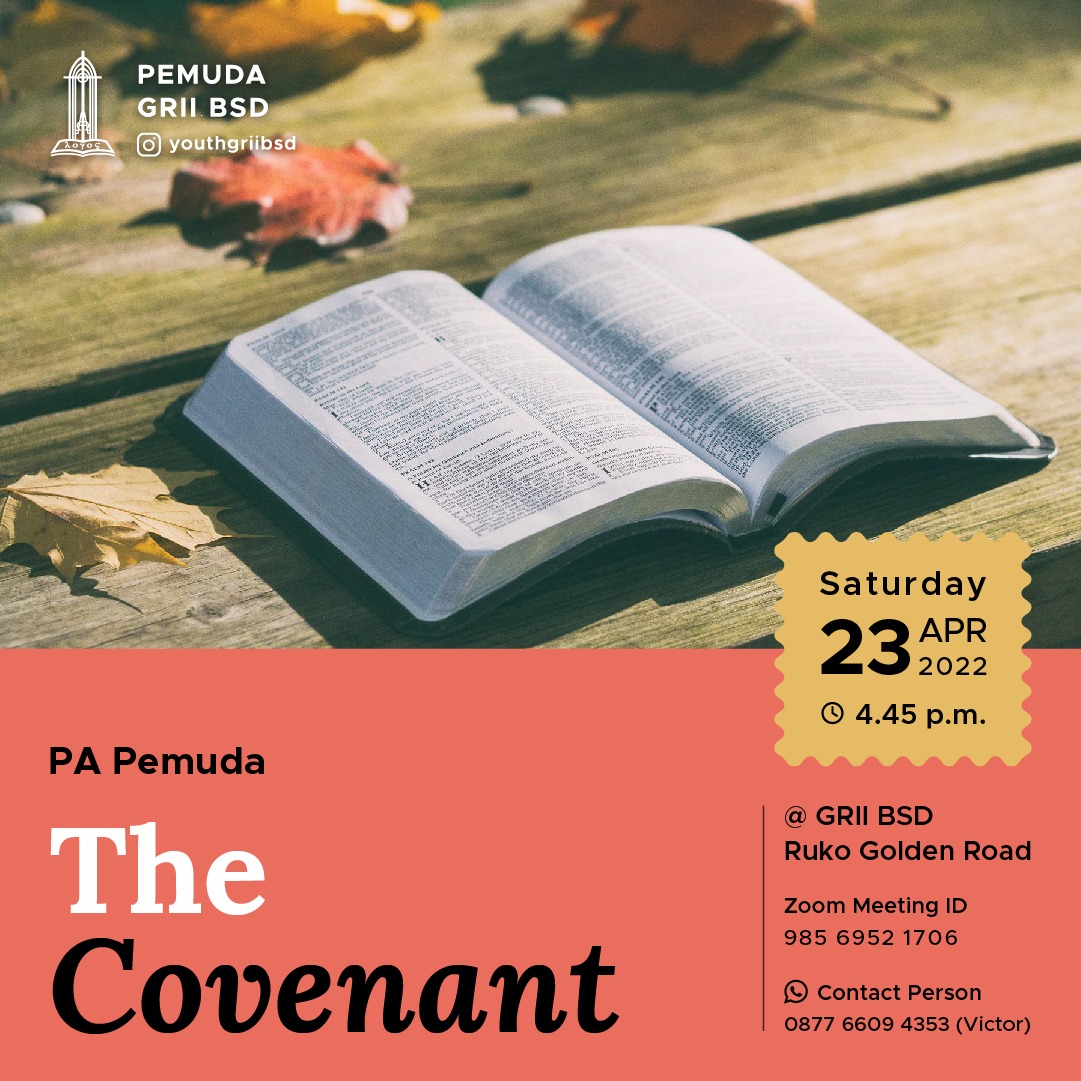 PEMUDA
GRII BSD
youthgriibsd
λογος
Saturday
23 APR
2022
4.45 p.m.
PA Pemuda
The
Covenant
@ GRII BSD
Ruko Golden Road
Zoom Meeting ID
985 6952 1706
Contact Person
0877 6609 4353 (Victor)